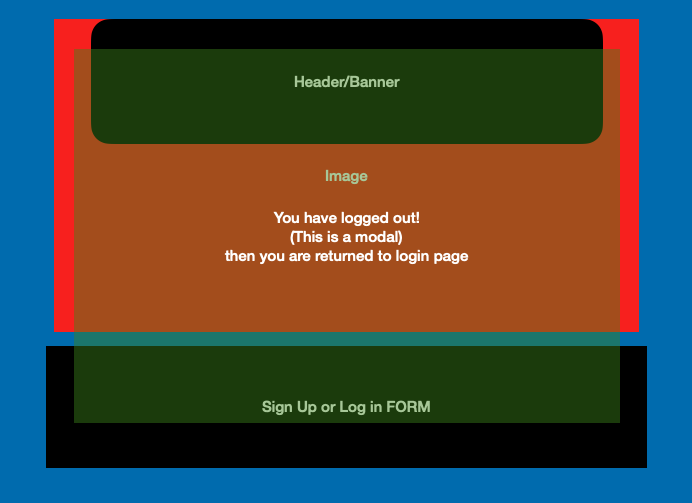 Header/Banner
Image
You have logged out!
(This is a modal)
then you are returned to login page
Sign Up or Log in FORM